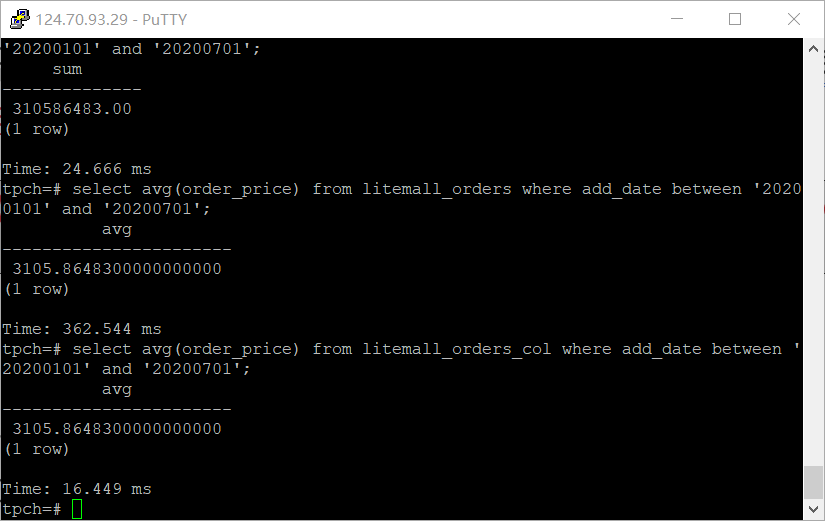 124.70.93.29 - PuTTY
'20200101' and '20200701';
sum
--------------
310586483.00
(1 row)
Time: 24.666 ms
tpch=# select avg(order_price) from litemall_orders where add_date between '2020
0101' and '20200701';
avg
-----------------------
3105.8648300000000000
(1 row)
Time: 362.544 ms
tpch=# select avg(order_price) from litemall_orders_col where add_date between '
20200101' and '20200701';
avg
-----------------------
3105.8648300000000000
(1 row)
Time: 16.449 ms
tpch=#